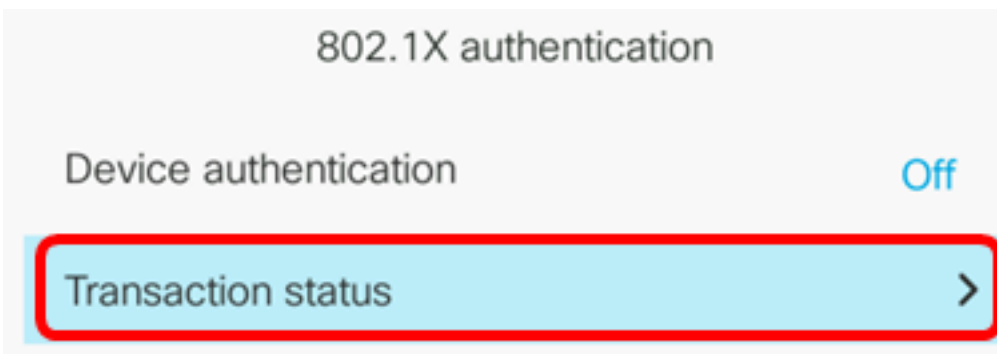 802.1X authentication
Device authentication Off
Transaction status